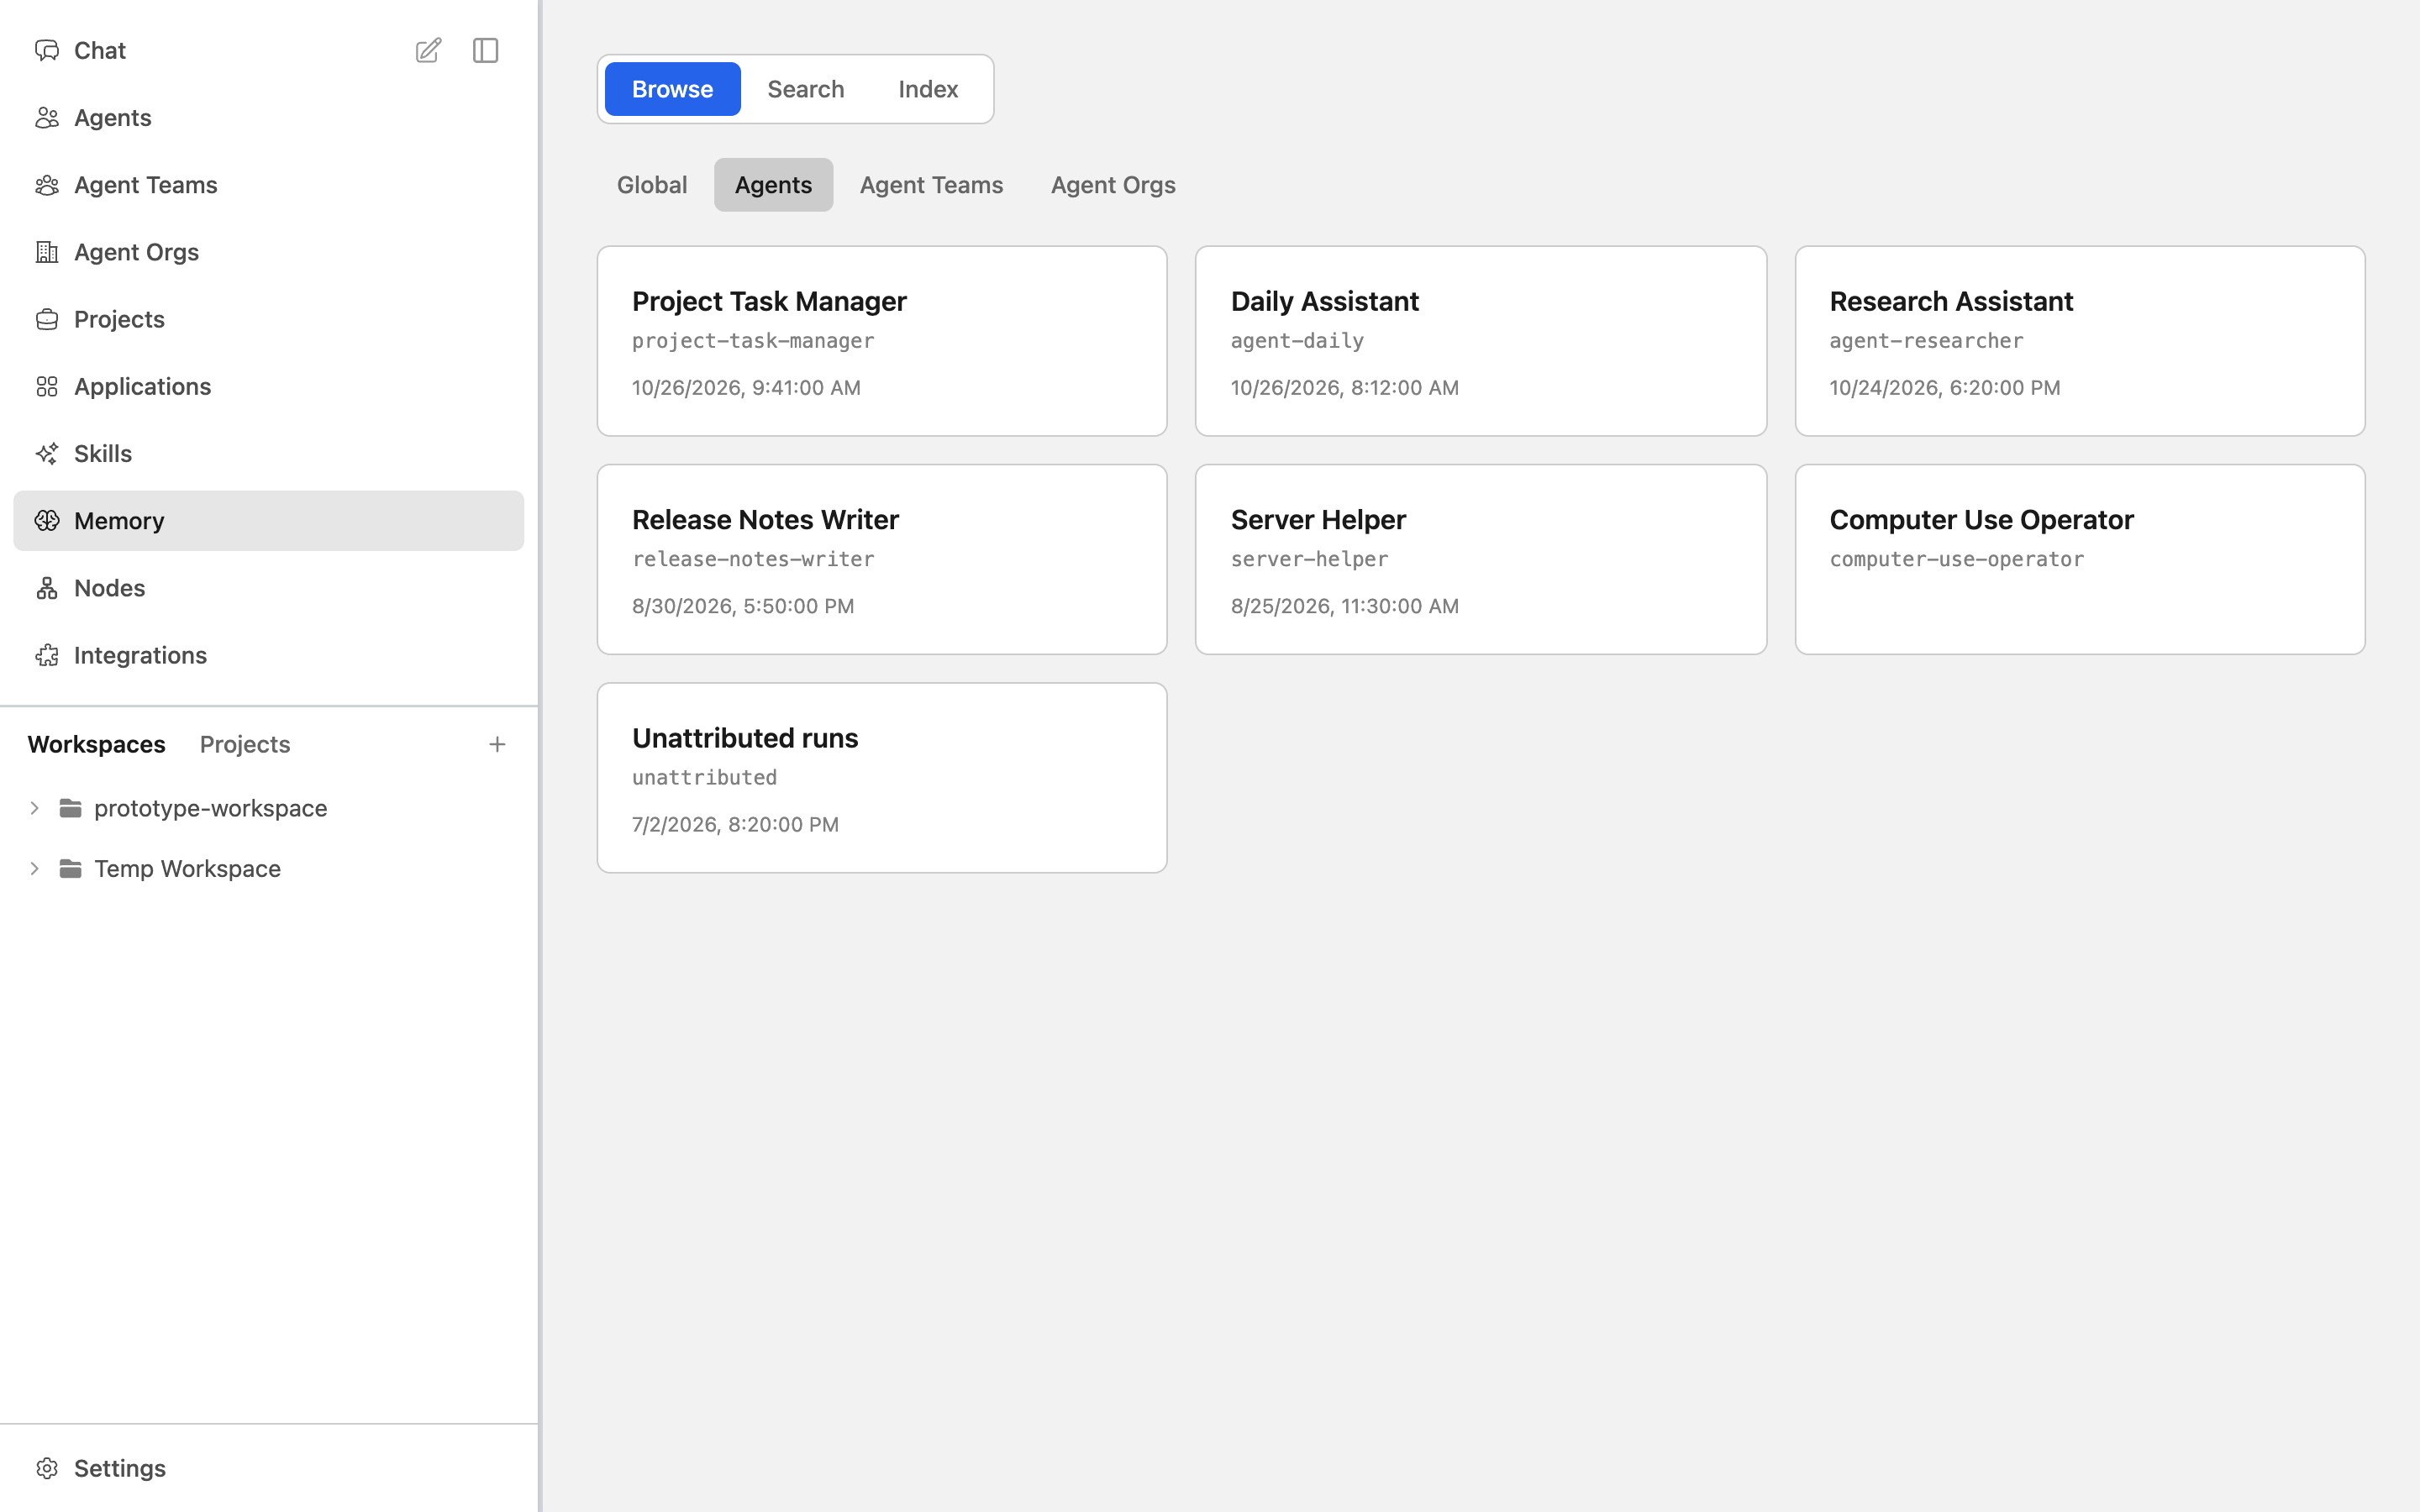 Chat
Agents
Agent Teams
Agent Orgs
Projects
Applications
Skills
Memory
Nodes
Integrations
Workspaces Projects
prototype-workspace
Temp Workspace
Settings
Browse Search Index
Global Agents Agent Teams Agent Orgs
Project Task Manager
project-task-manager
10/26/2026, 9:41:00 AM
Daily Assistant
agent-daily
10/26/2026, 8:12:00 AM
Research Assistant
agent-researcher
10/24/2026, 6:20:00 PM
Release Notes Writer
release-notes-writer
8/30/2026, 5:50:00 PM
Server Helper
server-helper
8/25/2026, 11:30:00 AM
Computer Use Operator
computer-use-operator
Unattributed runs
unattributed
7/2/2026, 8:20:00 PM